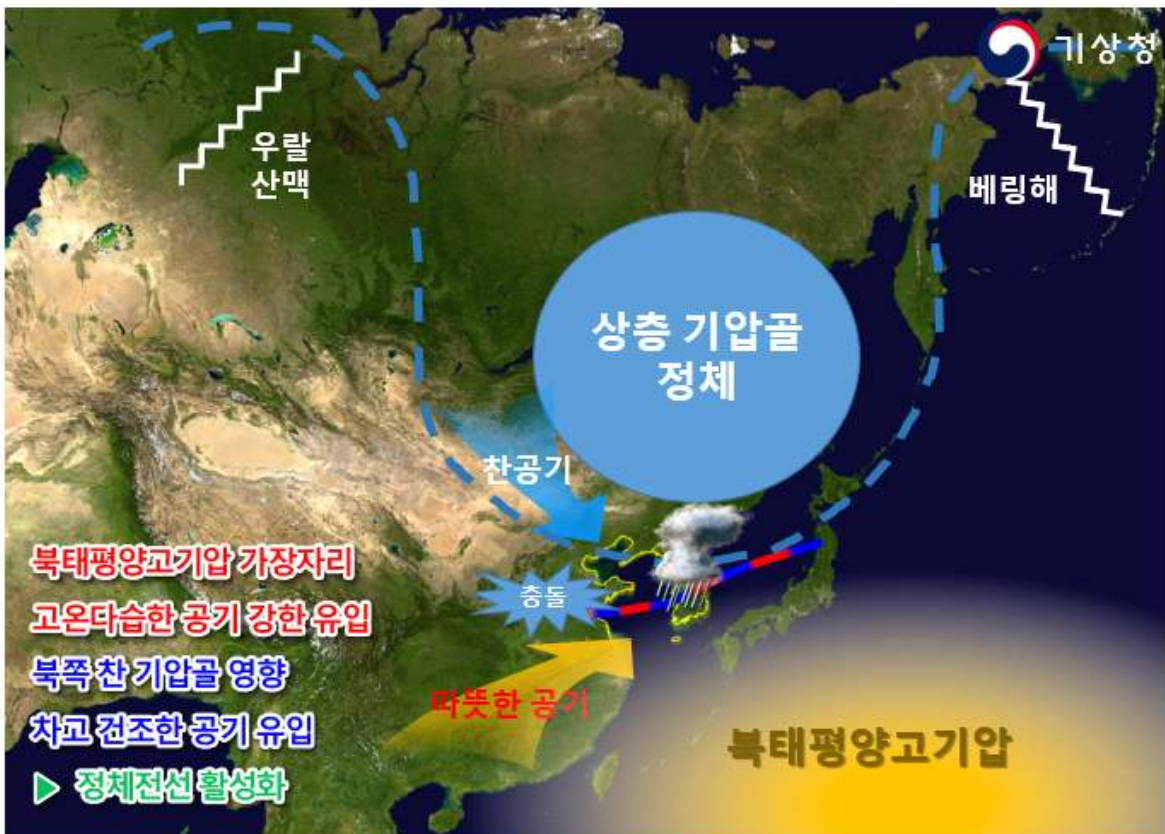 기상청
우랄
산맥
베링해
상층 기압골
정체
찬공기
충돌
따뜻한 공기
북태평양고기압
북태평양고기압 가장자리
고온다습한 공기 강한 유입
북쪽 찬 기압골 영향
차고 건조한 공기 유입
▶ 정체전선 활성화